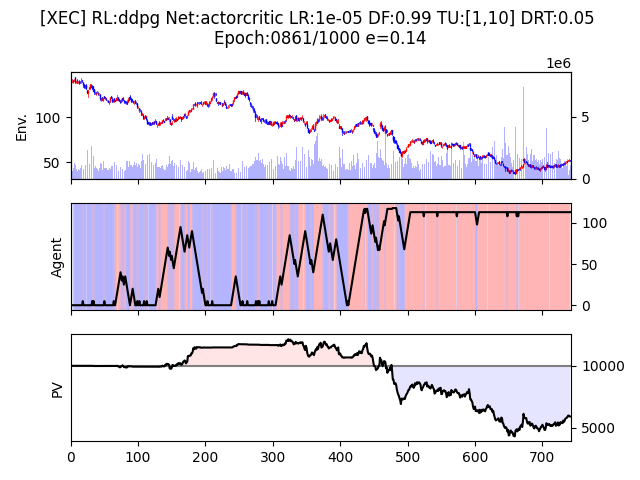 [XEC] RL:ddpg Net:actorcritic LR:1e-05 DF:0.99 TU:[1,10] DRT:0.05
Epoch:0861/1000 e=0.14
1e6
Env.
100
50
5
0
Agent
100
50
0
PV
10000
5000
0 100 200 300 400 500 600 700